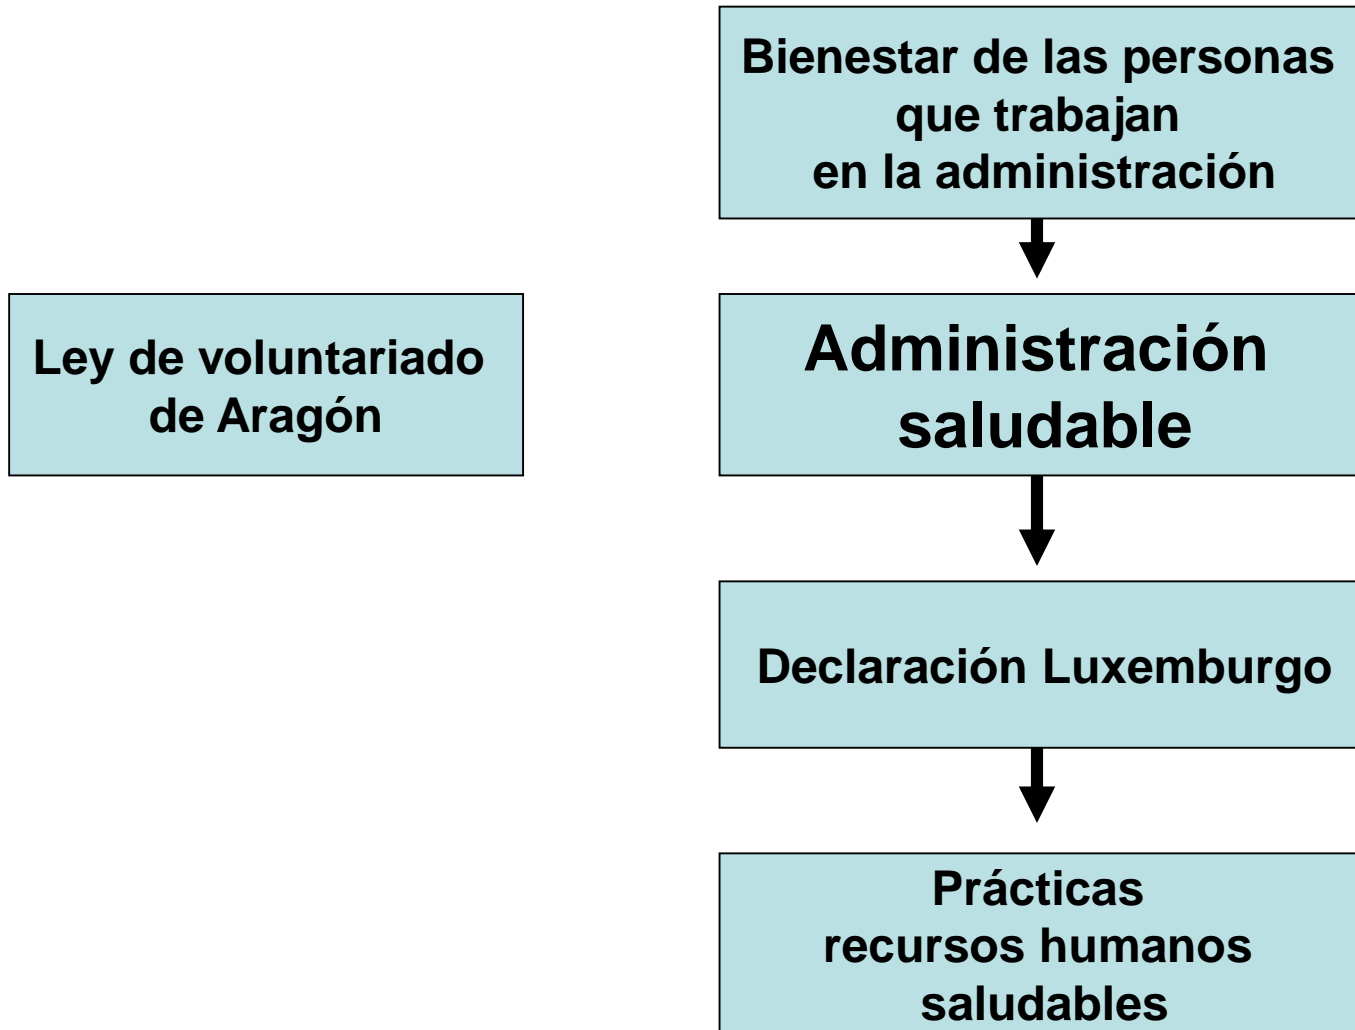 Bienestar de las personas
que trabajan
en la administración
Ley de voluntariado
de Aragón
Administración
saludable
Declaración Luxemburgo
Prácticas
recursos humanos
saludables